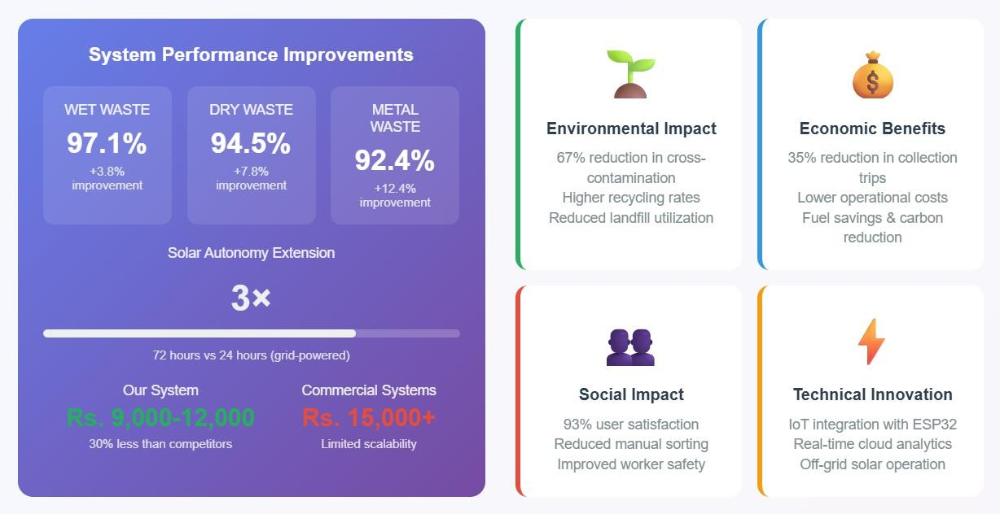 System Performance Improvements
WET WASTE
97.1%
+3.8%
improvement
DRY WASTE
94.5%
+7.8%
improvement
METAL
WASTE
92.4%
+12.4%
improvement
Solar Autonomy Extension
3×
72 hours vs 24 hours (grid-powered)
Our System
Rs. 9,000-12,000
30% less than competitors
Commercial Systems
Rs. 15,000+
Limited scalability
Environmental Impact
67% reduction in cross-
contamination
Higher recycling rates
Reduced landfill utilization
$
Economic Benefits
35% reduction in collection
trips
Lower operational costs
Fuel savings & carbon
reduction
Social Impact
93% user satisfaction
Reduced manual sorting
Improved worker safety
Technical Innovation
IoT integration with ESP32
Real-time cloud analytics
Off-grid solar operation